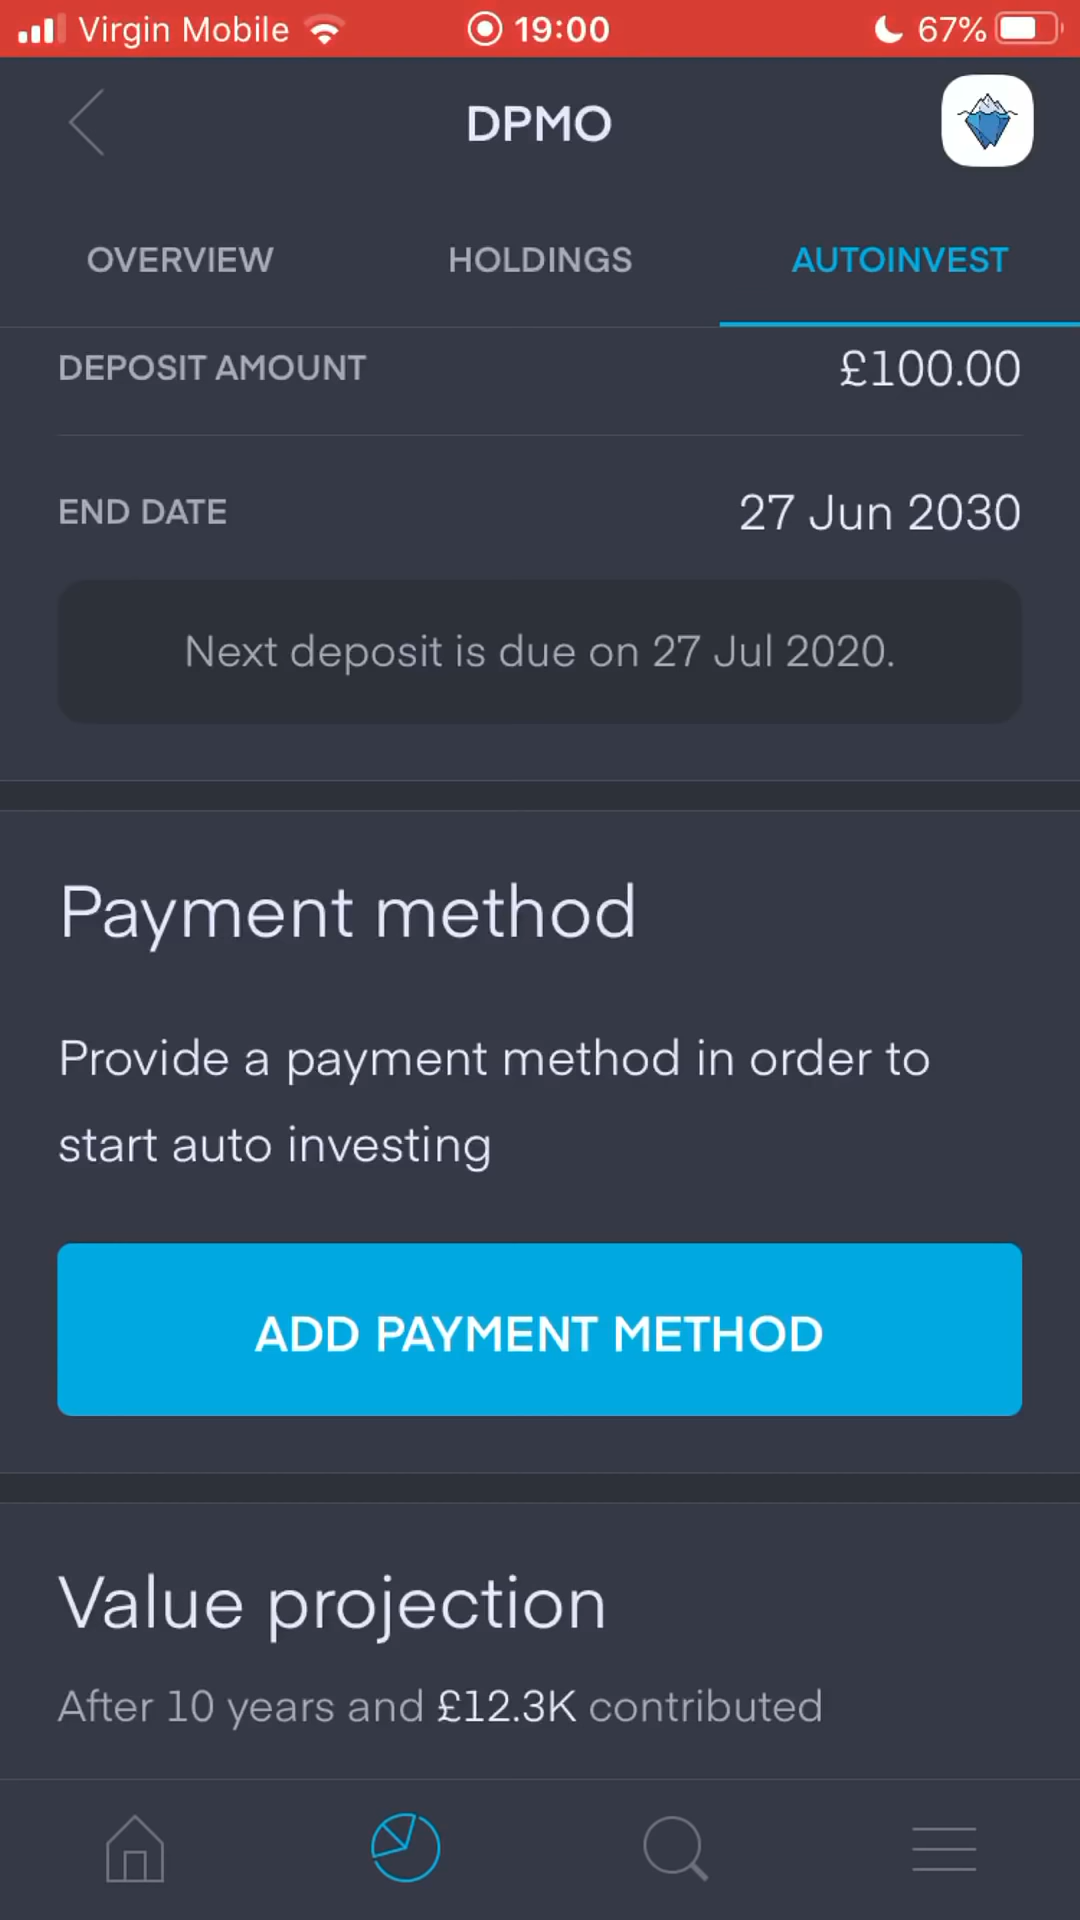 Virgin Mobile 19:00 67%
DPMO
OVERVIEW HOLDINGS AUTOINVEST
DEPOSIT AMOUNT £100.00
END DATE 27 Jun 2030
Next deposit is due on 27 Jul 2020.
Payment method
Provide a payment method in order to
start auto investing
ADD PAYMENT METHOD
Value projection
After 10 years and £12.3K contributed